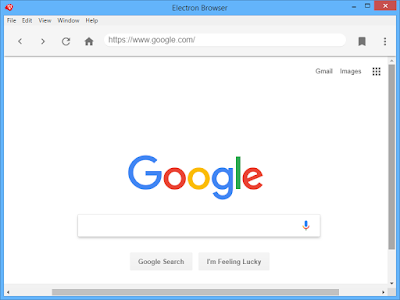 Electron Browser
File Edit View Window Help
https://www.google.com/
Gmail Images
Google
Google Search I'm Feeling Lucky